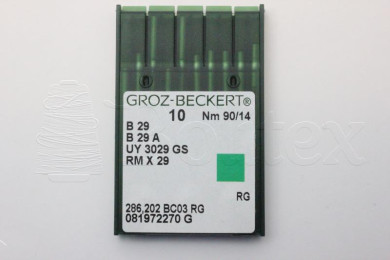 GROZ-BECKERT®
10 Nm 90/14
B 29
B 29 A
UY 3029 GS
RM X 29
RG
286,202 BC03 RG
081972270 G